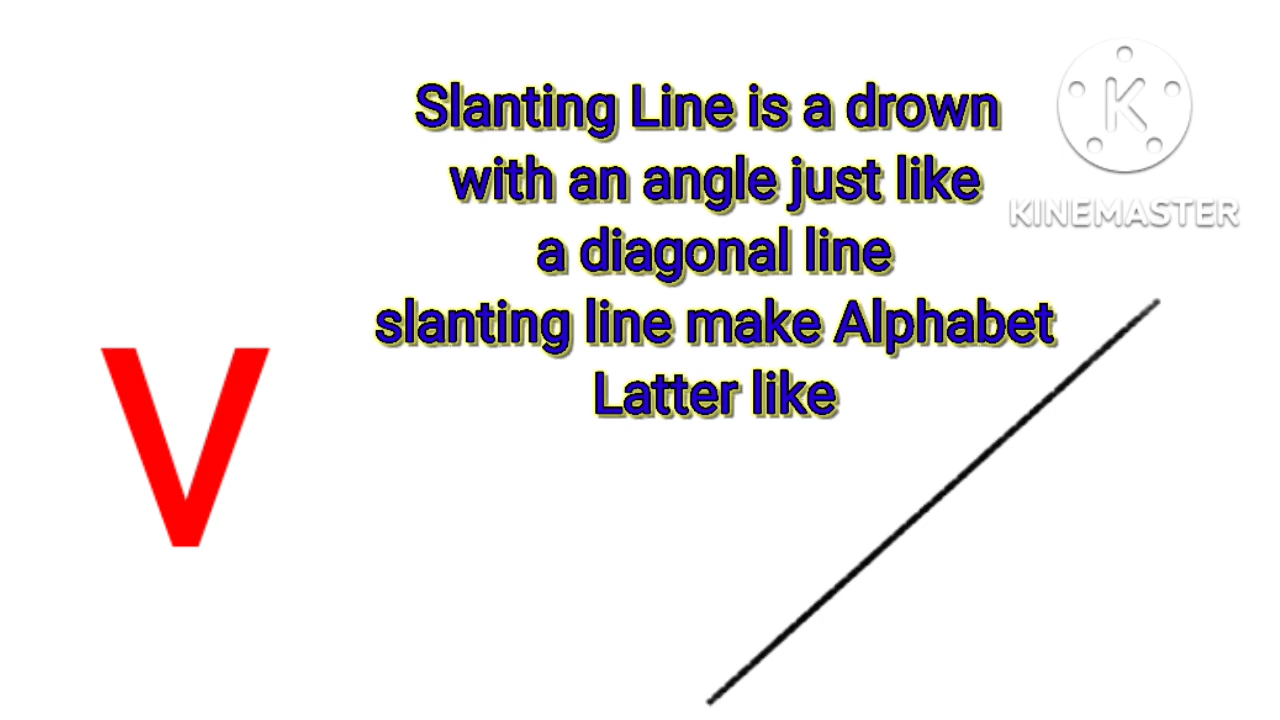 Slanting Line is a drown
with an angle just like
a diagonal line
slanting line make Alphabet
Latter like
V
K
KINEMASTER